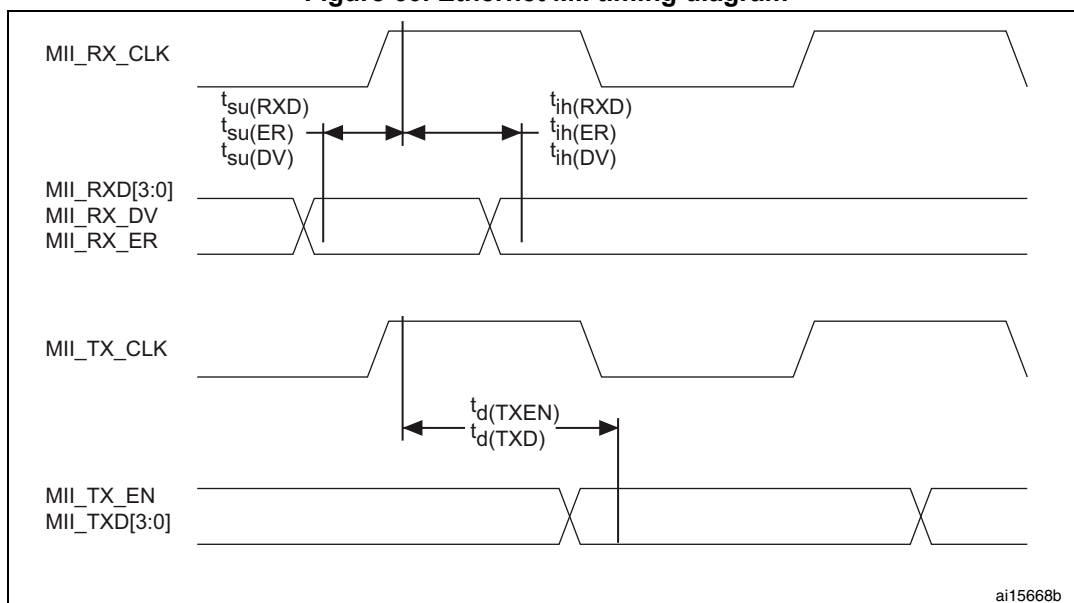 MII_RX_CLK
tsu(RXD)
tsu(ER)
tsu(DV)
tih(RXD)
tih(ER)
tih(DV)
MII_RXD[3:0]
MII_RX_DV
MII_RX_ER
MII_TX_CLK
td(TXEN)
td(TXD)
MII_TX_EN
MII_TXD[3:0]
ai15668b